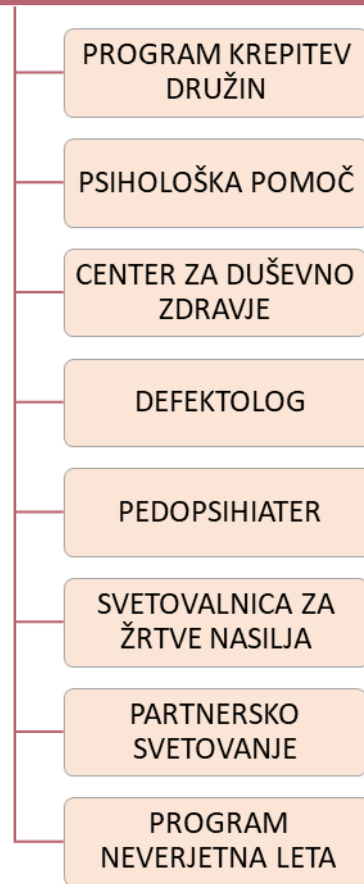 PROGRAM KREPITEV
DRUŽIN
PSIHOLOŠKA POMOČ
CENTER ZA DUŠEVNO
ZDRAVJE
DEFEKTOLOG
PEDOPSIHIATER
SVETOVALNICA ZA
ŽRTVE NASILJA
PARTNERSKO
SVETOVANJE
PROGRAM
NEVERJETNA LETA